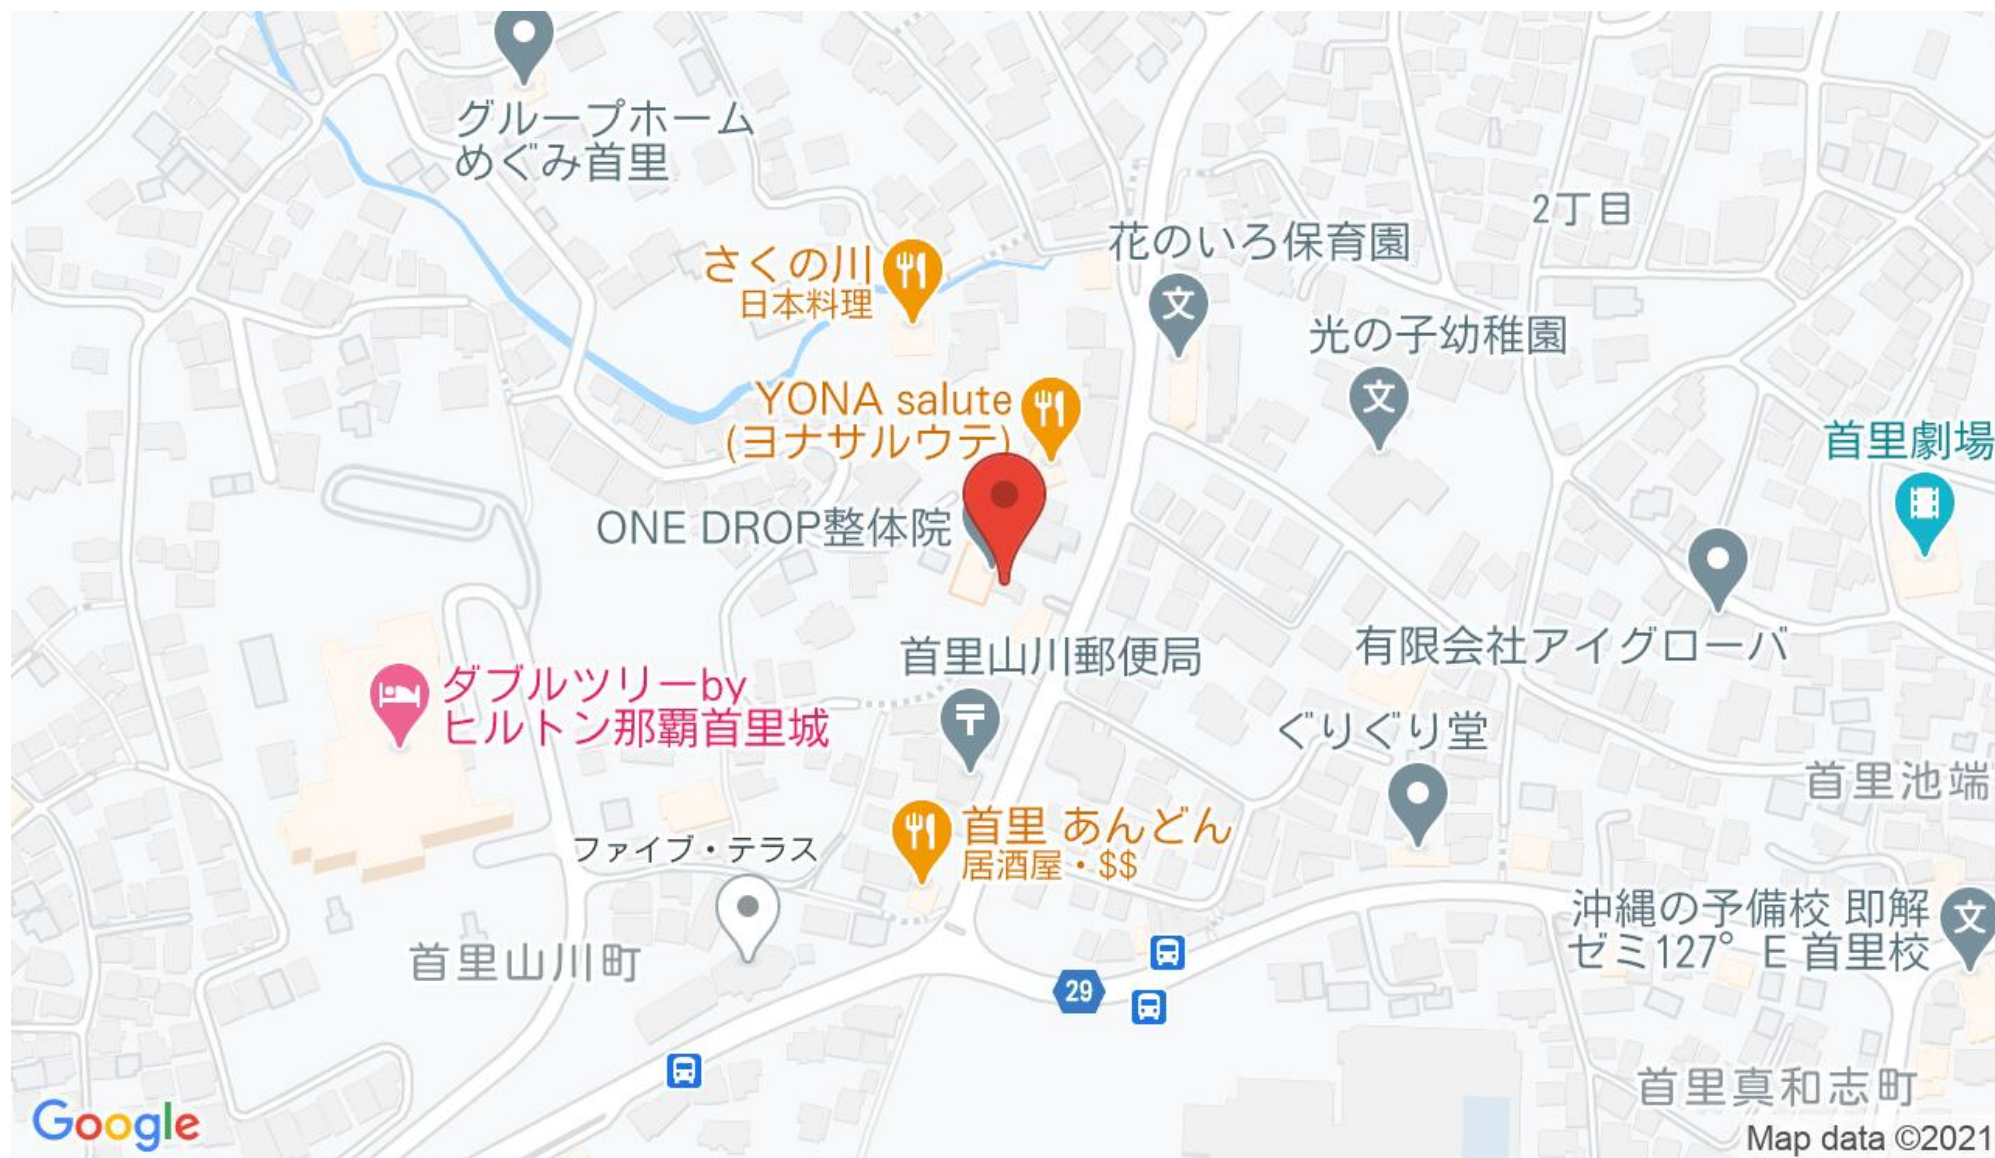 グループホーム
めぐみ首里
2丁目
花のいろ保育園
さくの川
日本料理
光の子幼稚園
文
文
YONA salute
(ヨナサルウテ)
首里劇場
ONE DROP整体院
首里山川郵便局
有限会社アイグローバ
ダブルツリーby
ヒルトン那覇首里城
〒
ぐりぐり堂
首里池端
首里 あんどん
居酒屋・$$
ファイブ・テラス
沖縄の予備校 即解
ゼミ127°E 首里校
文
首里山川町
29
首里真和志町
Google
Map data ©2021